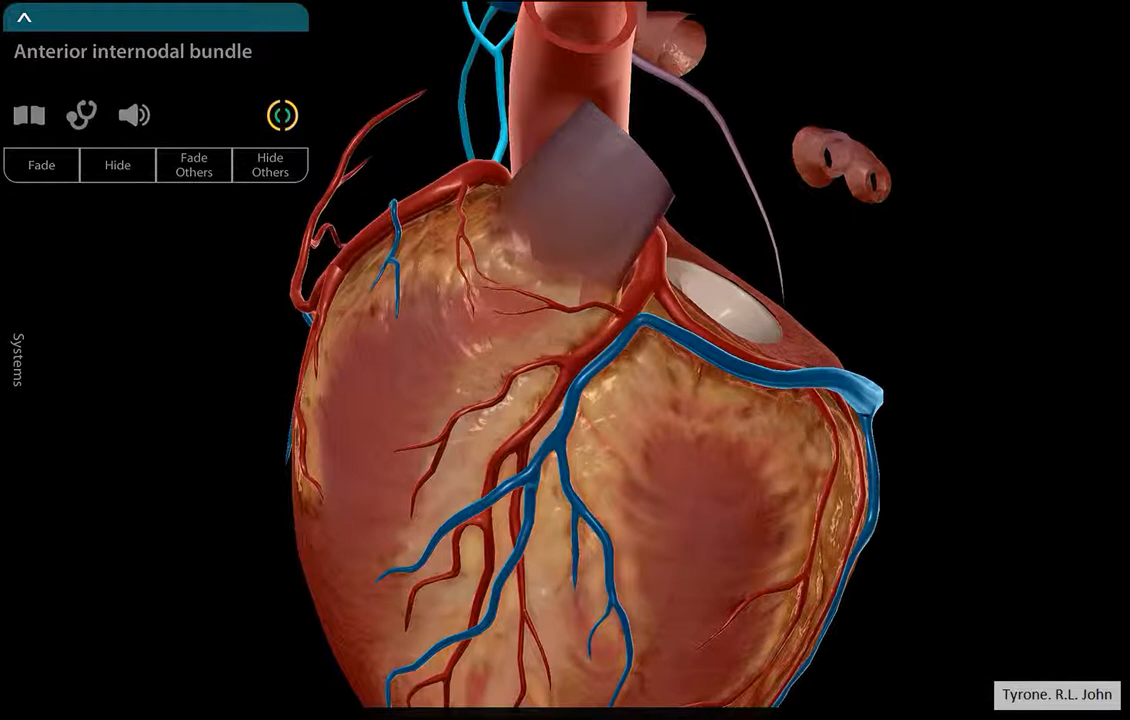 Anterior internodal bundle
Fade
Hide
Fade
Others
Hide
Others
Systems
Tyrone. R.L. John